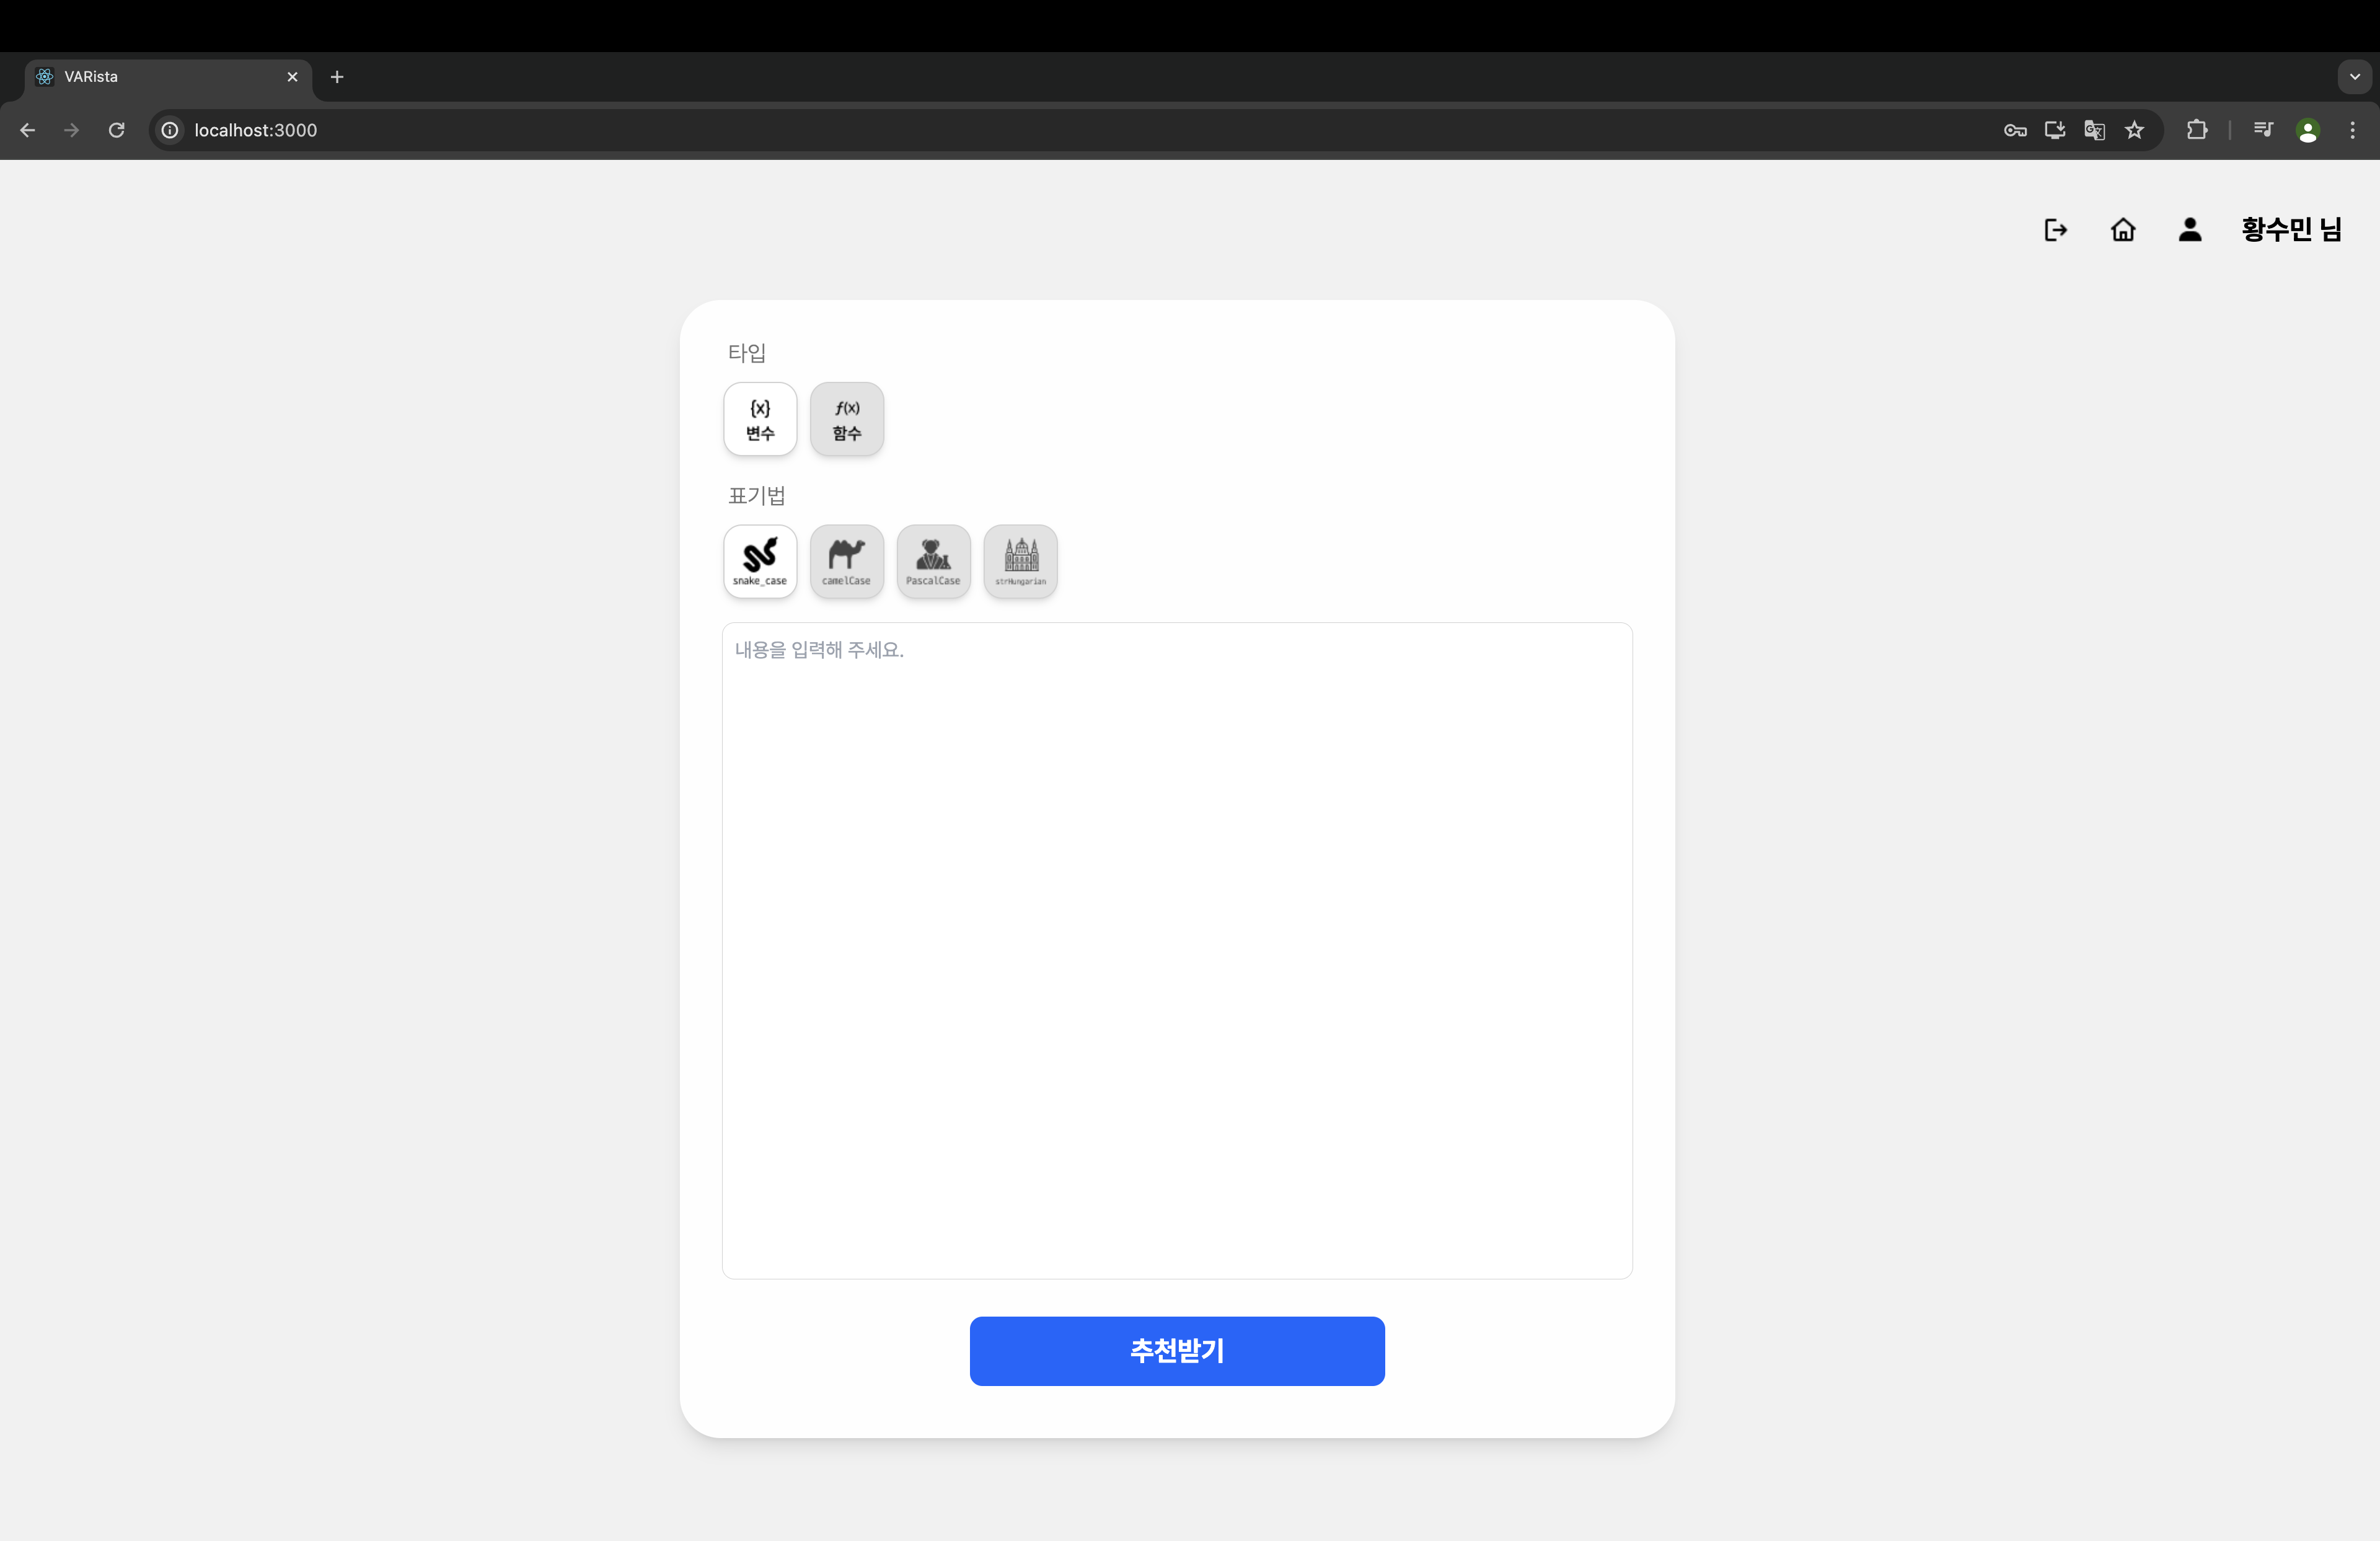 VARista
localhost:3000
황수민 님
타입
{x} ƒ(x)
변수 함수
표기법
snake_case camelCase PascalCase strHungarian
내용을 입력해 주세요.
추천받기